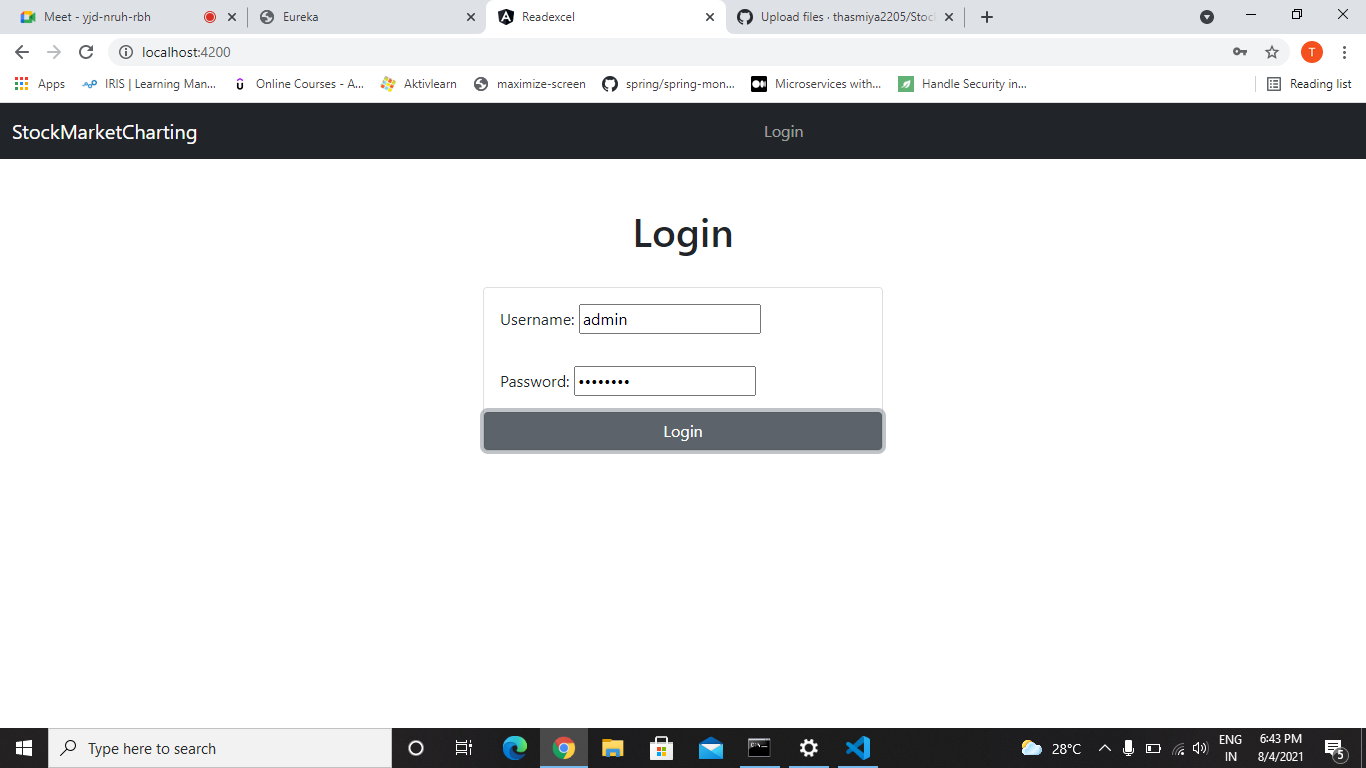 Meet - yjd-nruh-rbh
Eureka
Readexcel
Upload files · thasmiya2205/Stoc
localhost:4200
T
Apps
IRIS | Learning Man...
Online Courses - A...
Aktivlearn
maximize-screen
spring/spring-mon...
Microservices with...
Handle Security in...
Reading list
StockMarketCharting
Login
Login
Username: admin
Password: ••••••••
Login
Type here to search
28°C
ENG
IN
6:43 PM
8/4/2021
5